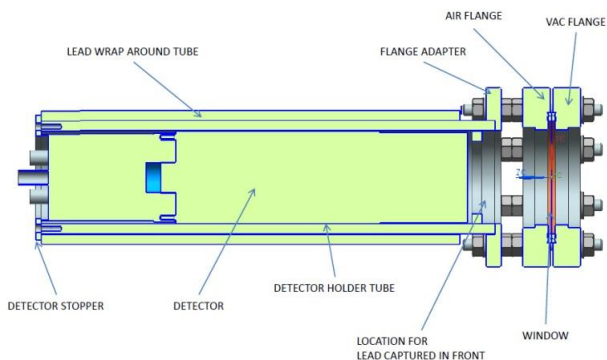 AIR FLANGE
VAC FLANGE
LEAD WRAP AROUND TUBE
FLANGE ADAPTER
DETECTOR STOPPER
DETECTOR
DETECTOR HOLDER TUBE
LOCATION FOR
LEAD CAPTURED IN FRONT
WINDOW